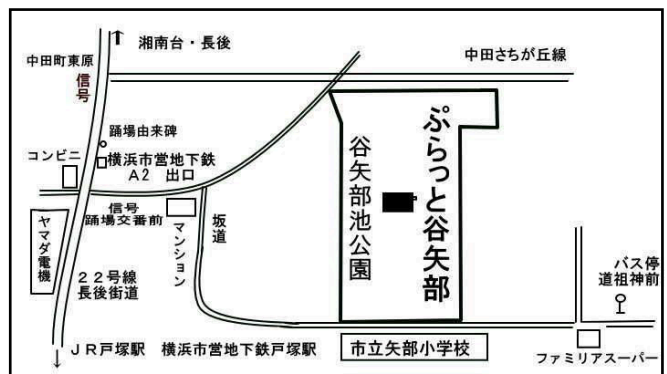 湘南台・長後
中田町東原
信号
中田さちが丘線
踊場由来碑
コンビニ
横浜市営地下鉄
A2 出口
信号
踊場交番前
マンション
坂道
ヤマダ電機
22号線
長後街道
谷矢部池公園
ぷらっと谷矢部
バス停
道祖神前
JR戸塚駅 横浜市営地下鉄戸塚駅
市立矢部小学校
ファミリアスーパー